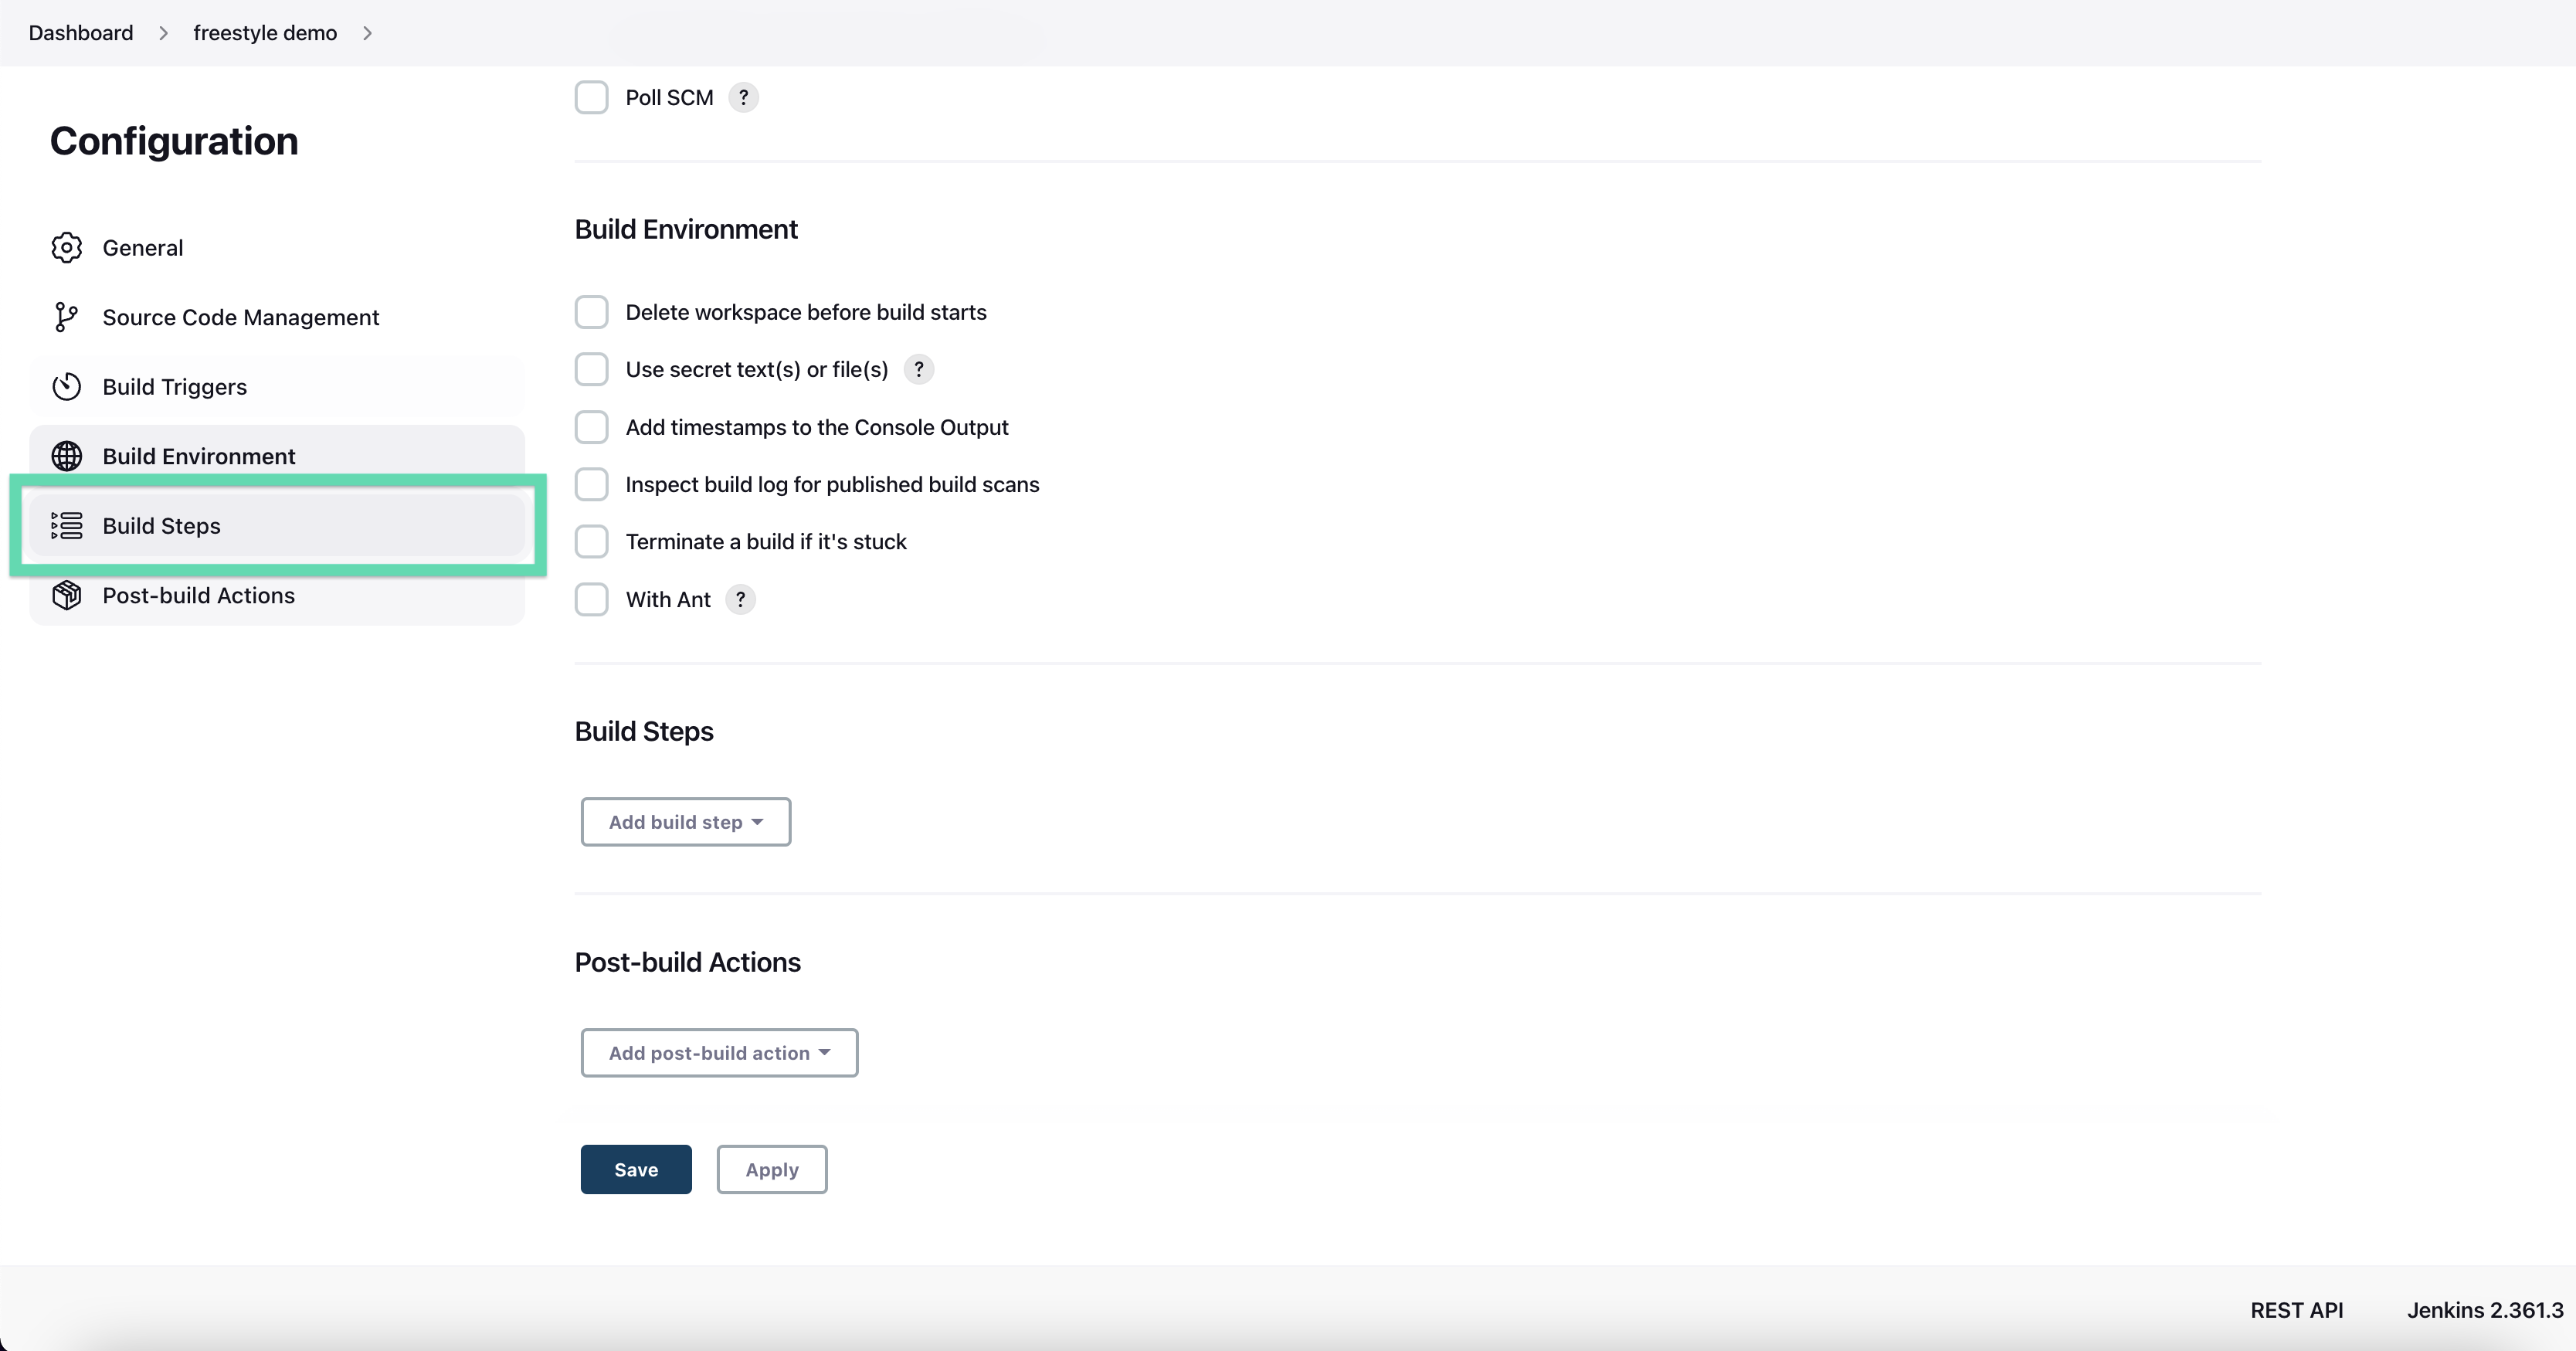 Dashboard > freestyle demo >
Configuration
General
Source Code Management
Build Triggers
Build Environment
Build Steps
Post-build Actions
Poll SCM ?
Build Environment
Delete workspace before build starts
Use secret text(s) or file(s) ?
Add timestamps to the Console Output
Inspect build log for published build scans
Terminate a build if it's stuck
With Ant ?
Build Steps
Add build step
Post-build Actions
Add post-build action
Save Apply
REST API Jenkins 2.361.3